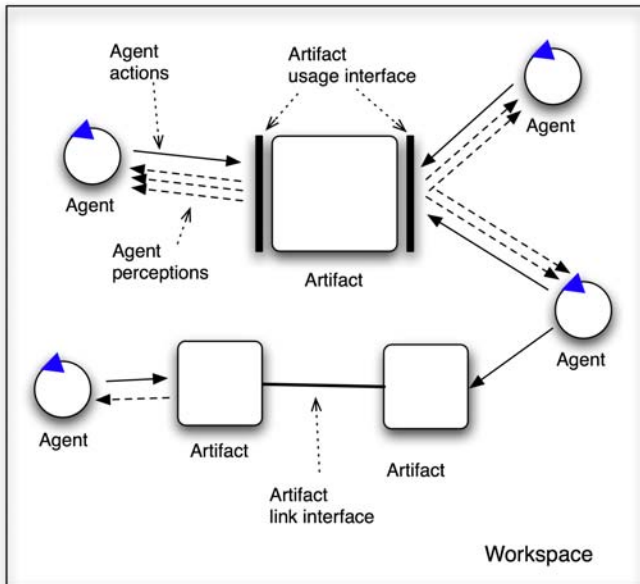 Agent
actions
Artifact
usage interface
Agent
Agent
Agent
perceptions
Artifact
Agent
Agent
Artifact
Artifact
Artifact
link interface
Workspace